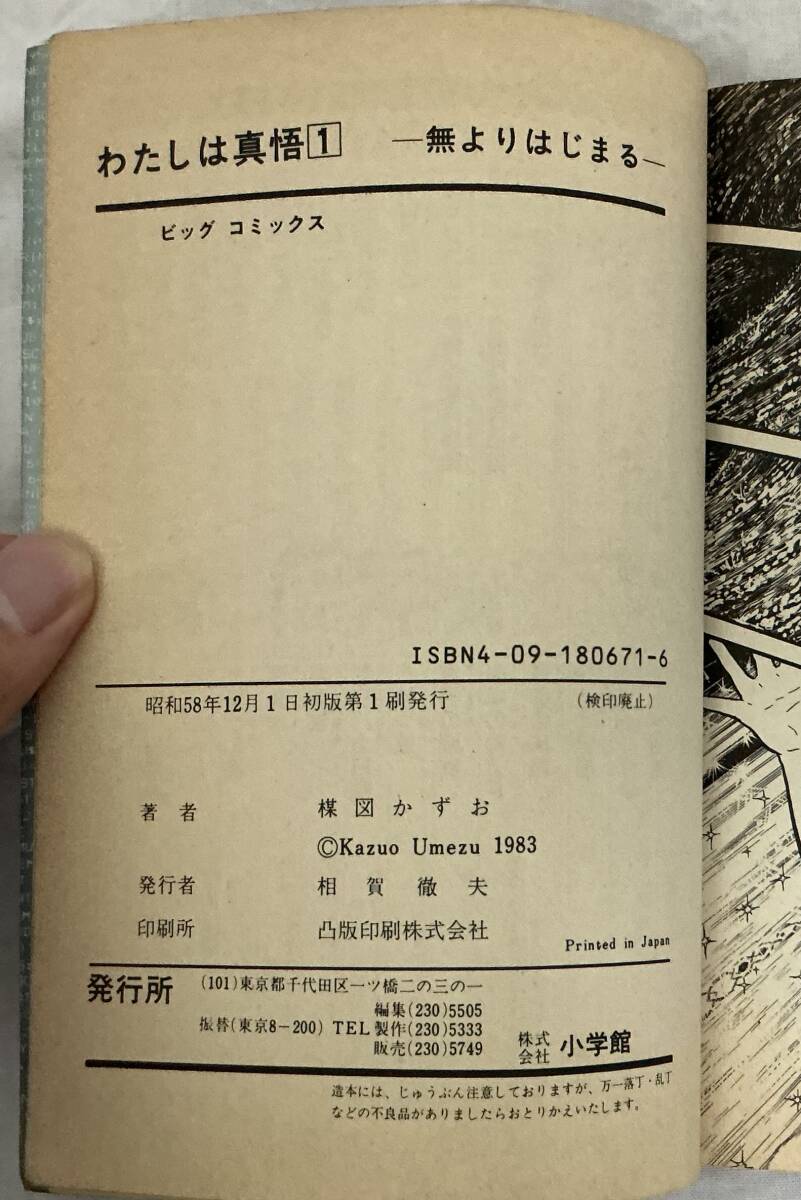 わたしは真悟1 ―無よりはじまる―
ビッグ コミックス
ISBN4-09-180671-6
昭和58年12月1日初版第1刷発行 (検印廃止)
著者 楳図かずお
©Kazuo Umezu 1983
発行者 相賀徹夫
印刷所 凸版印刷株式会社
Printed in Japan
発行所 (101)東京都千代田区一ツ橋二の三の一
編集(230)5505
振替(東京8-200) TEL製作(230)5333
販売(230)5749
株式会社 小学館
造本には、じゅうぶん注意しておりますが、万一落丁・乱丁
などの不良品がありましたらおとりかえいたします。